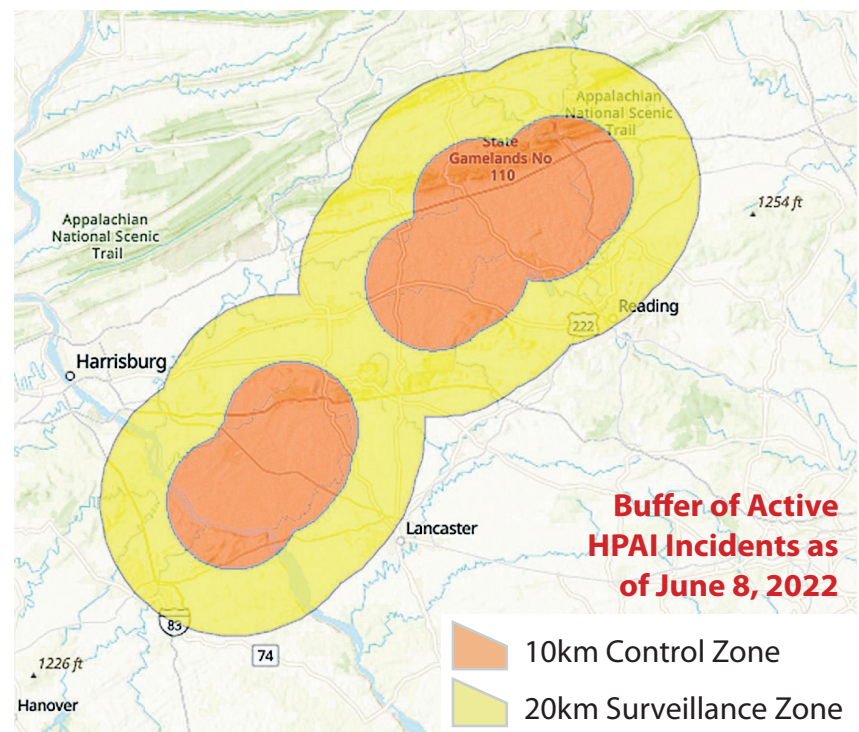 Appalachian
National Scenic
Trail
State
Gamelands No
110
1254 ft
Appalachian
National Scenic
Trail
Reading
222
Harrisburg
Buffer of Active
HPAI Incidents as
of June 8, 2022
Lancaster
83
74
10km Control Zone
1226 ft
20km Surveillance Zone
Hanover